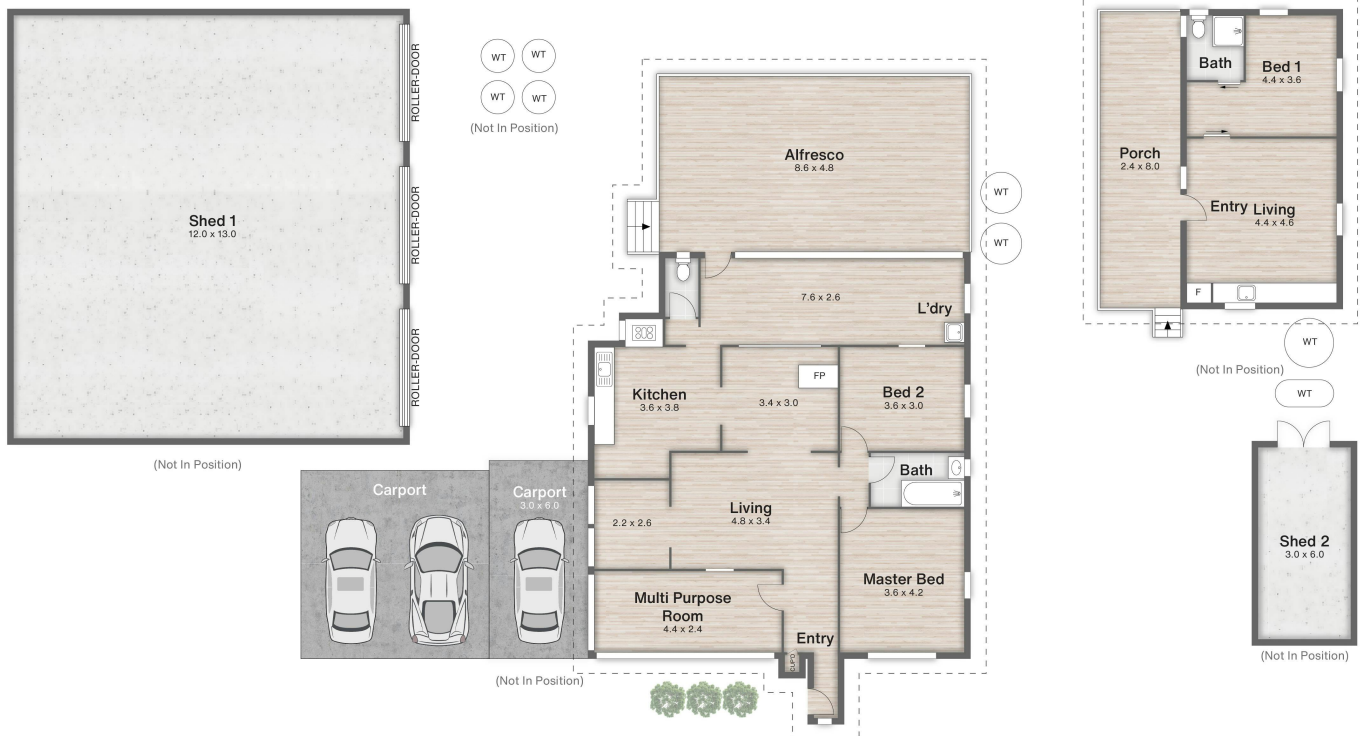 Shed 1
12.0 x 13.0
ROLLER-DOOR
ROLLER-DOOR
ROLLER-DOOR
(Not In Position)
WT
WT
WT
WT
(Not In Position)
Alfresco
8.6 x 4.8
WT
WT
7.6 x 2.6
L'dry
Kitchen
3.6 x 3.8
FP
3.4 x 3.0
Bed 2
3.6 x 3.0
Bath
Living
4.8 x 3.4
2.2 x 2.6
Master Bed
3.6 x 4.2
Multi Purpose
Room
4.4 x 2.4
Entry
CUP'D
Carport
Carport
3.0 x 6.0
(Not In Position)
Porch
2.4 x 8.0
Bath
Bed 1
4.4 x 3.6
Entry
Living
4.4 x 4.6
F
WT
(Not In Position)
WT
Shed 2
3.0 x 6.0
(Not In Position)